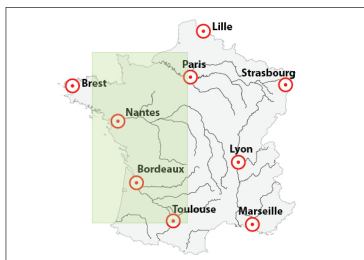 Lille
Paris
Strasbourg
Brest
Nantes
Lyon
Bordeaux
Toulouse
Marseille